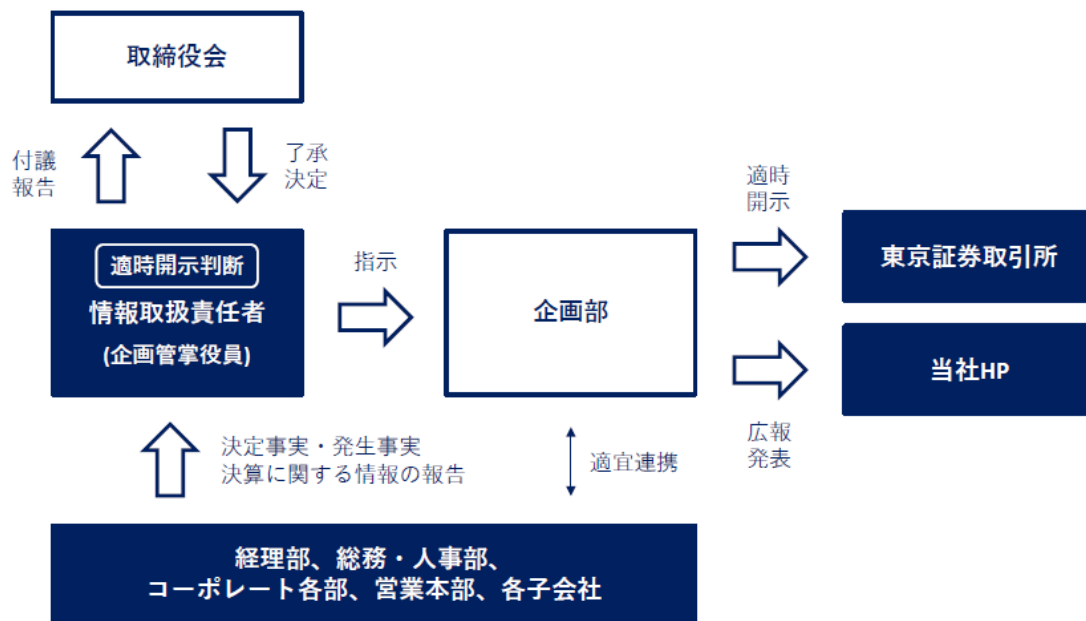 取締役会
付議
報告
了承
決定
適時
開示
適時開示判断
情報取扱責任者
(企画管掌役員)
指示
企画部
東京証券取引所
当社HP
広報
発表
決定事実・発生事実
決算に関する情報の報告
適宜連携
経理部、総務・人事部、
コーポレート各部、営業本部、各子会社